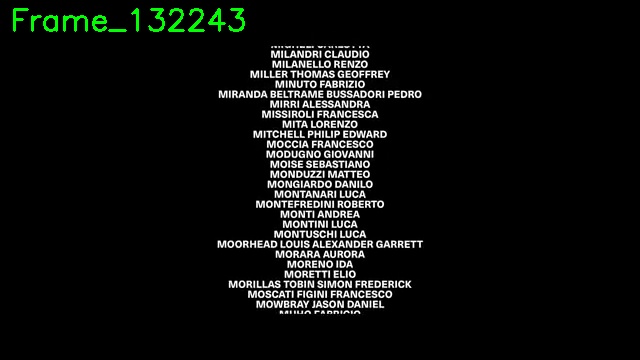 Frame_132243
MILANDRI CLAUDIO
MILANELLO RENZO
MILLER THOMAS GEOFFREY
MINUTO FABRIZIO
MIRANDA BELTRAME BUSSADORI PEDRO
MIRRI ALESSANDRA
MISSIROLI FRANCESCA
MITA LORENZO
MITCHELL PHILIP EDWARD
MOCCIA FRANCESCO
MODUGNO GIOVANNI
MOISE SEBASTIANO
MONDUZZI MATTEO
MONGIARDO DANILO
MONTANARI LUCA
MONTEFREDINI ROBERTO
MONTI ANDREA
MONTINI LUCA
MONTUSCHI LUCA
MOORHEAD LOUIS ALEXANDER GARRETT
MORARA AURORA
MORENO IDA
MORETTI ELIO
MORILLAS TOBIN SIMON FREDERICK
MOSCATI FIGINI FRANCESCO
MOWBRAY JASON DANIEL